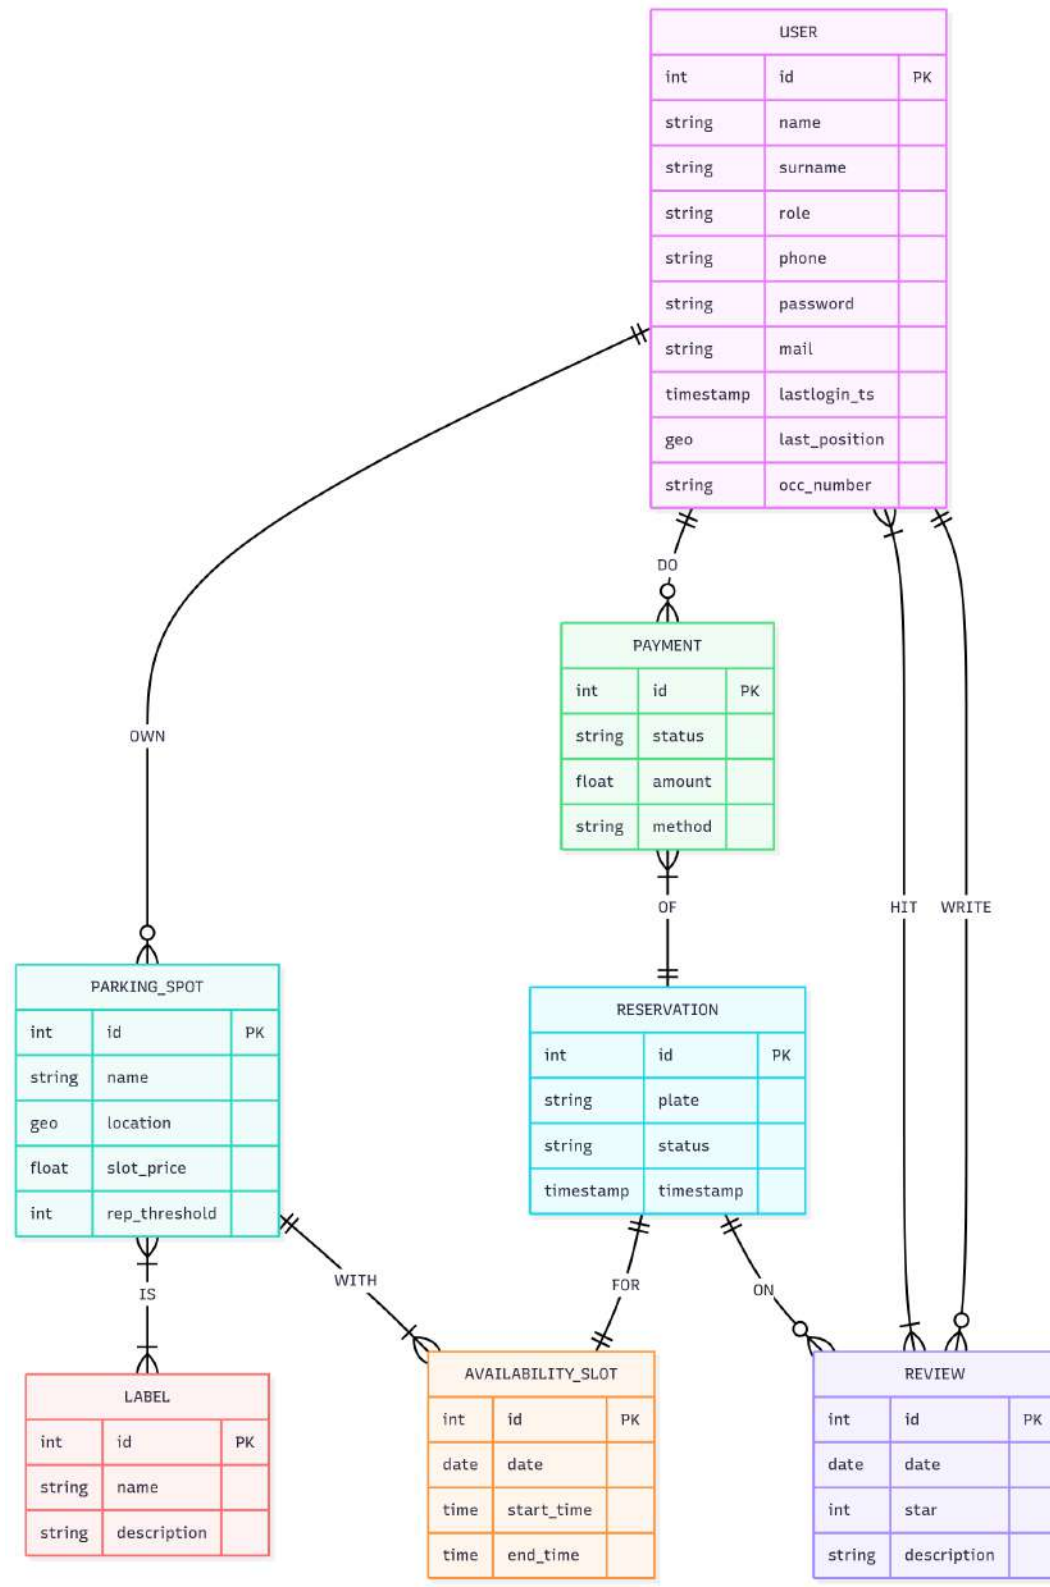 USER
int id PK
string name
string surname
string role
string phone
string password
string mail
timestamp lastlogin_ts
geo last_position
string occ_number
DO
PAYMENT
int id PK
string status
float amount
string method
OWN
OF
HIT
WRITE
PARKING_SPOT
int id PK
string name
geo location
float slot_price
int rep_threshold
RESERVATION
int id PK
string plate
string status
timestamp timestamp
IS
WITH
FOR
ON
LABEL
int id PK
string name
string description
AVAILABILITY_SLOT
int id PK
date date
time start_time
time end_time
REVIEW
int id PK
date date
int star
string description